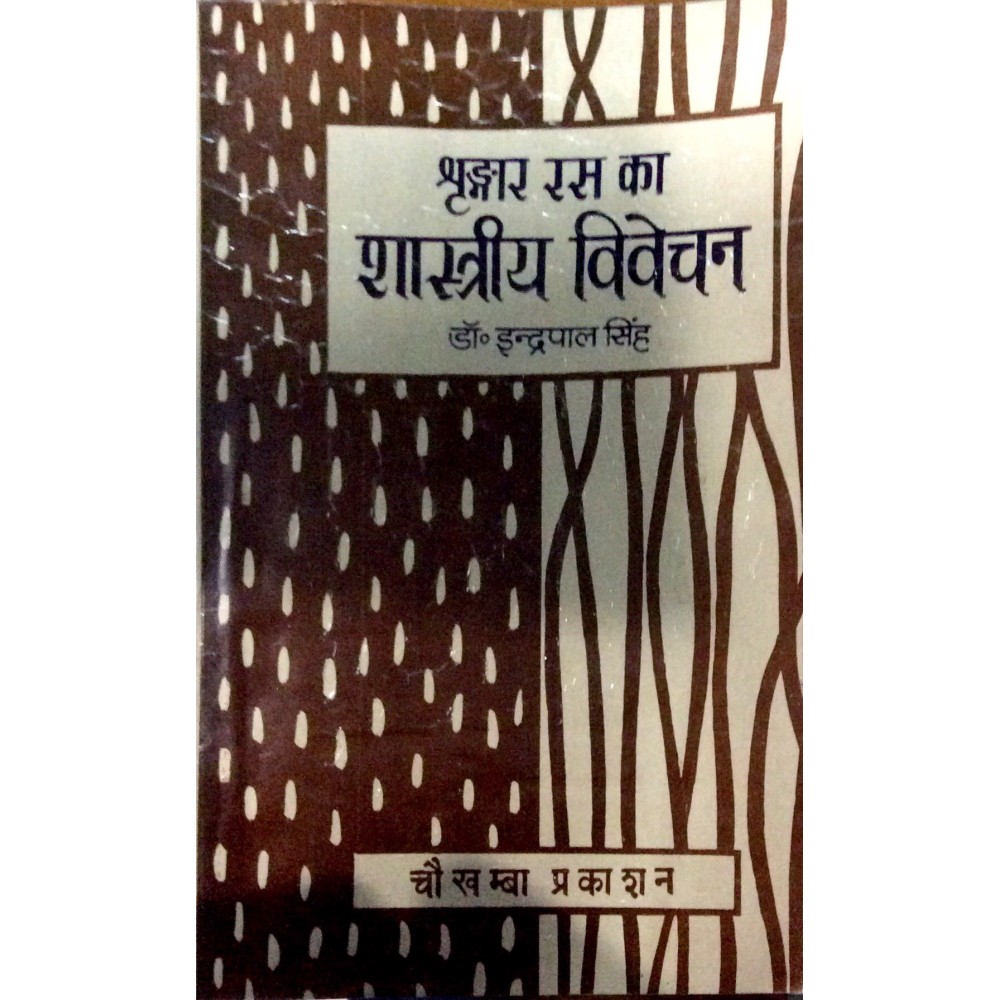 शृङ्गार रस का
शास्त्रीय विवेचन
डॉ॰ इन्द्रपाल सिंह
चौखम्बा प्रकाशन